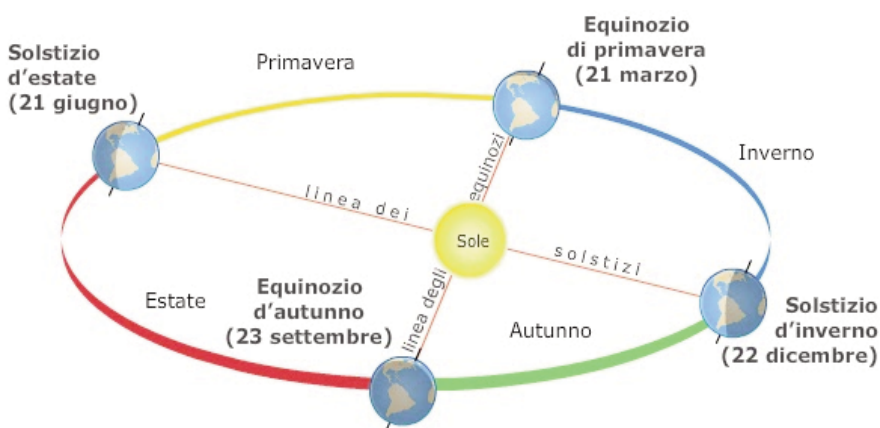 Equinozio
di primavera
(21 marzo)
Solstizio
d'estate
(21 giugno)
Primavera
Inverno
linea dei solstizi
linea degli equinozi
Sole
Estate
Equinozio
d'autunno
(23 settembre)
Autunno
Solstizio
d'inverno
(22 dicembre)